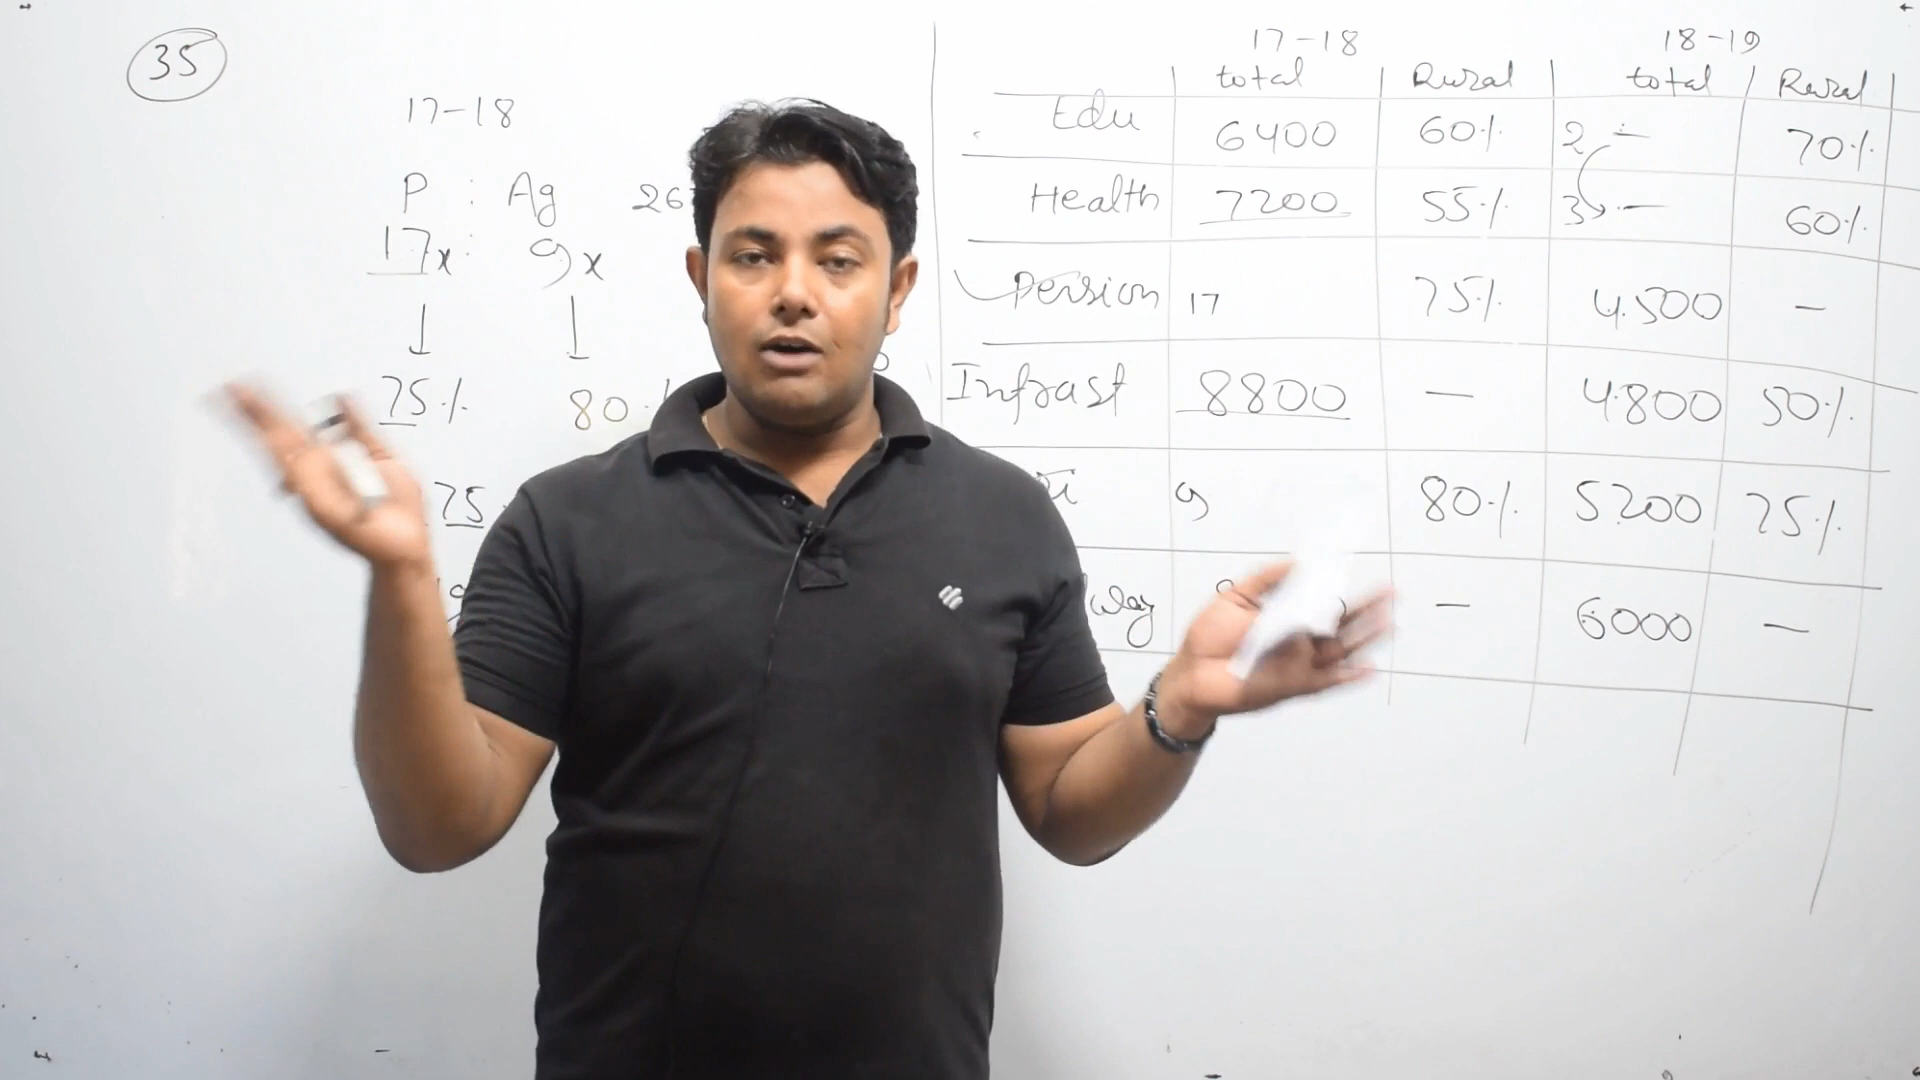 35
17-18
P : Ag 26
17x : 9x
75% 80%
75
17-18 18-19
total Rural total Rural
Edu 6400 60% 2 - 70%
Health 7200 55% 3 - 60%
Pension 17 75% 4500 -
Infrast 8800 - 4800 50%
9 80% 5200 75%
way - 6000 -